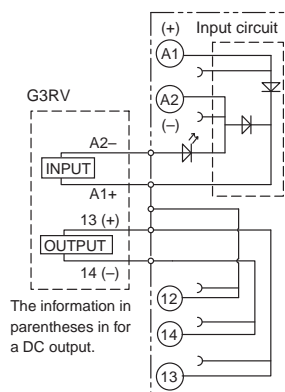 (+)
Input circuit
A1
G3RV
A2
(–)
A2–
INPUT
A1+
13 (+)
OUTPUT
14 (–)
12
14
13
The information in
parentheses in for
a DC output.